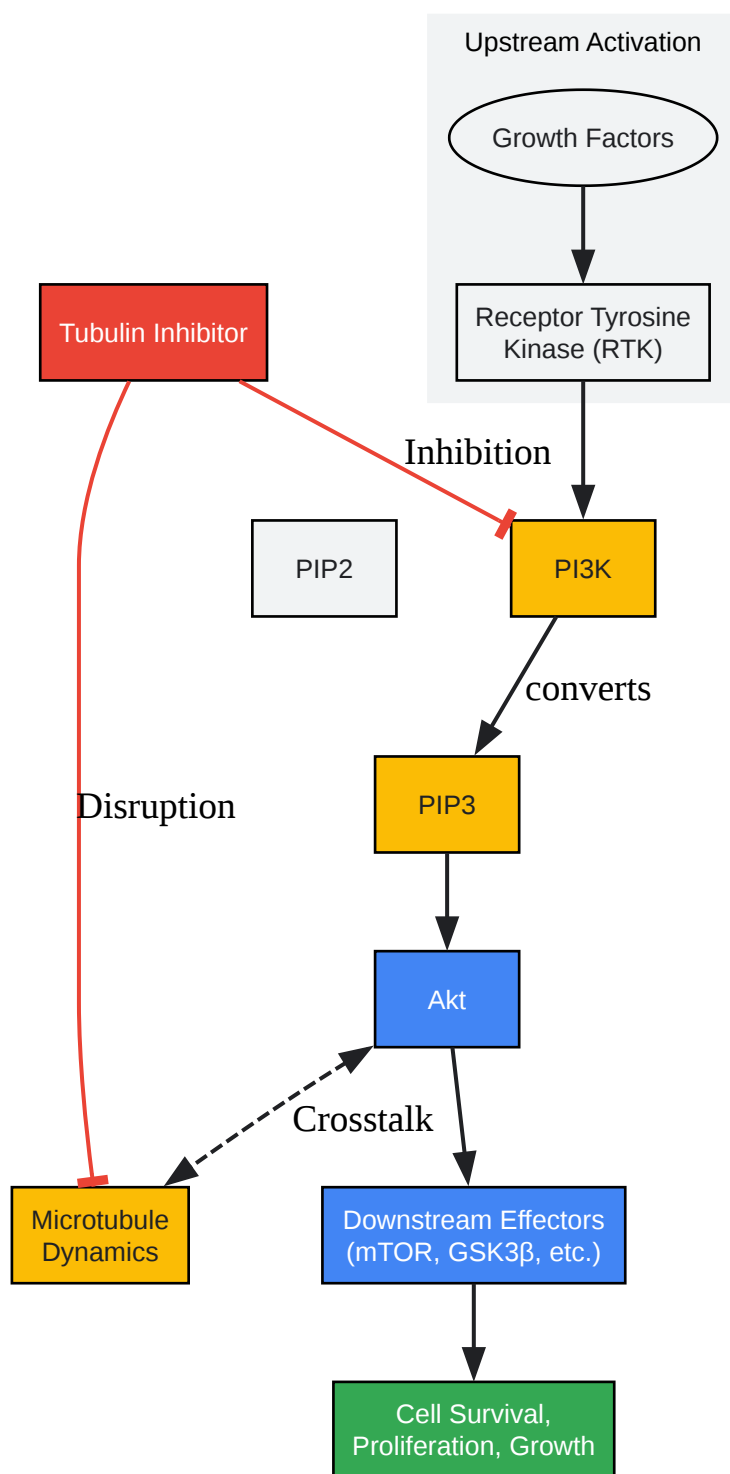 Upstream Activation
Growth Factors
Tubulin Inhibitor
Receptor Tyrosine
Kinase (RTK)
Inhibition
PIP2
PI3K
converts
PIP3
Disruption
Akt
Crosstalk
Microtubule
Dynamics
Downstream Effectors
(mTOR, GSK3β, etc.)
Cell Survival,
Proliferation, Growth